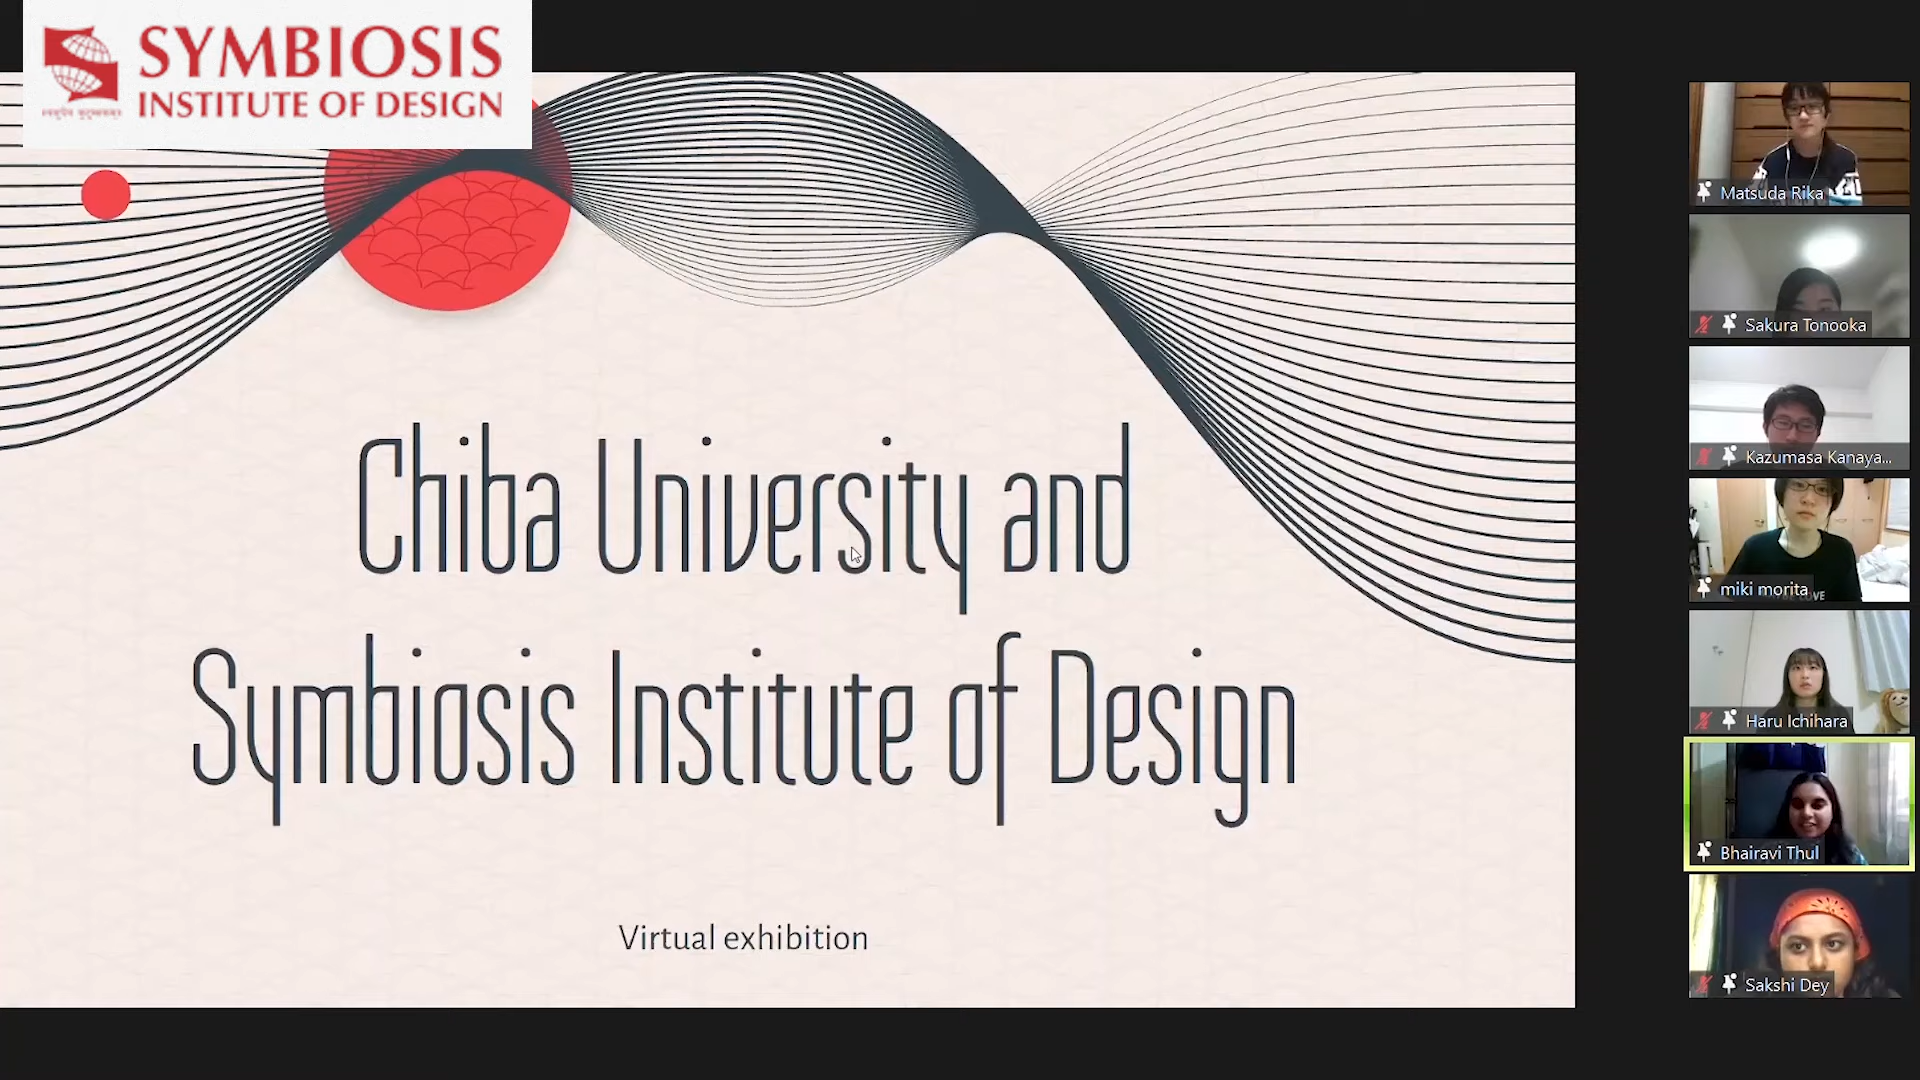 SYMBIOSIS
INSTITUTE OF DESIGN
Chiba University and
Symbiosis Institute of Design
Virtual exhibition
Matsuda Rika
Sakura Tonooka
Kazumasa Kanaya...
miki morita
LOVE
Haru Ichihara
Bhairavi Thul
Sakshi Dey